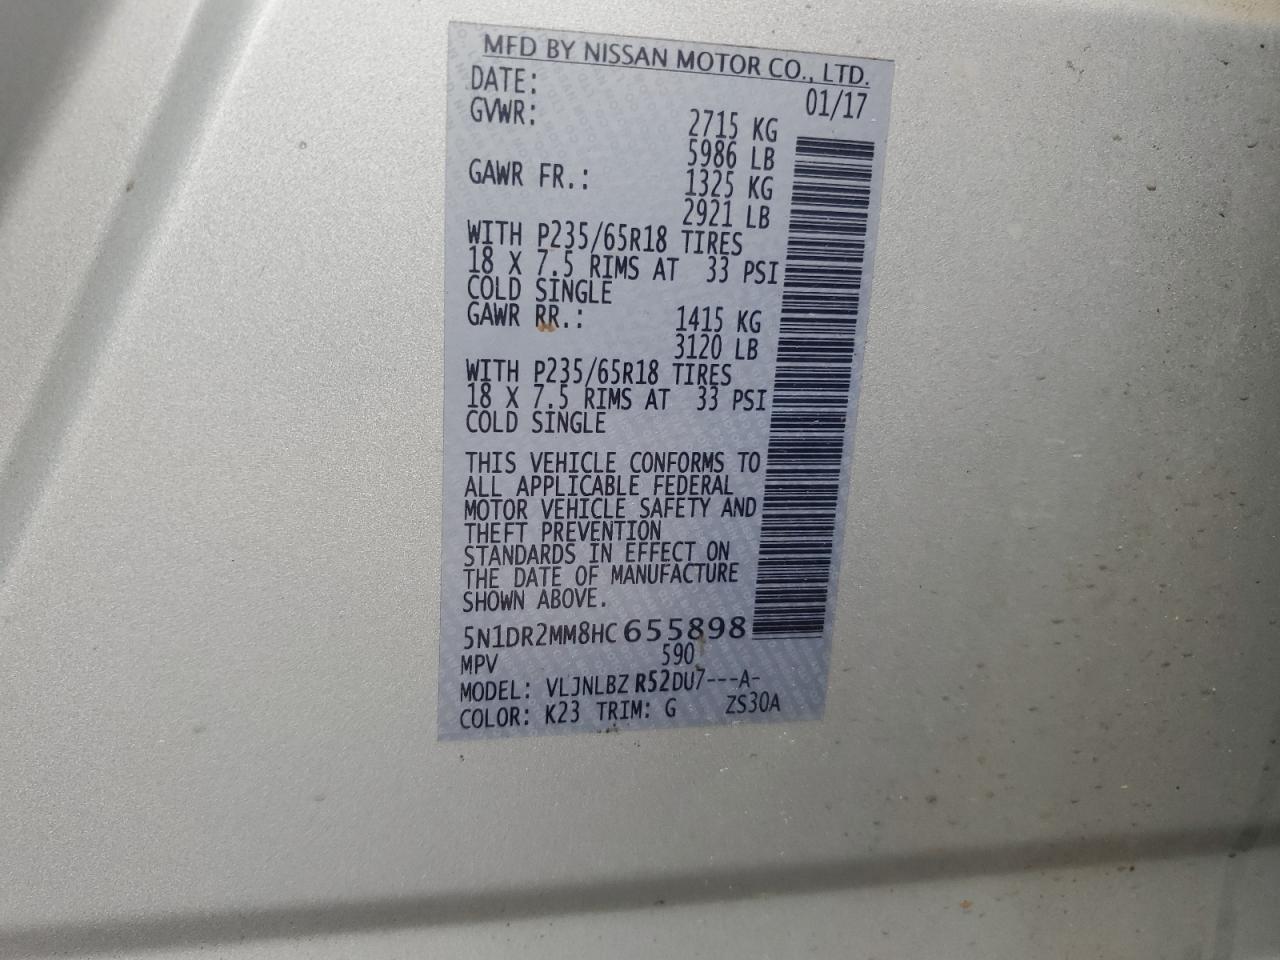 MFD BY NISSAN MOTOR CO., LTD.
DATE: 01/17
GVWR: 2715 KG
5986 LB
GAWR FR.: 1325 KG
2921 LB
WITH P235/65R18 TIRES
18 X 7.5 RIMS AT 33 PSI
COLD SINGLE
GAWR RR.: 1415 KG
3120 LB
WITH P235/65R18 TIRES
18 X 7.5 RIMS AT 33 PSI
COLD SINGLE
THIS VEHICLE CONFORMS TO
ALL APPLICABLE FEDERAL
MOTOR VEHICLE SAFETY AND
THEFT PREVENTION
STANDARDS IN EFFECT ON
THE DATE OF MANUFACTURE
SHOWN ABOVE.
5N1DR2MM8HC655898
MPV 590
MODEL: VLJNLBZ R52DU7---A-
COLOR: K23 TRIM: G ZS30A